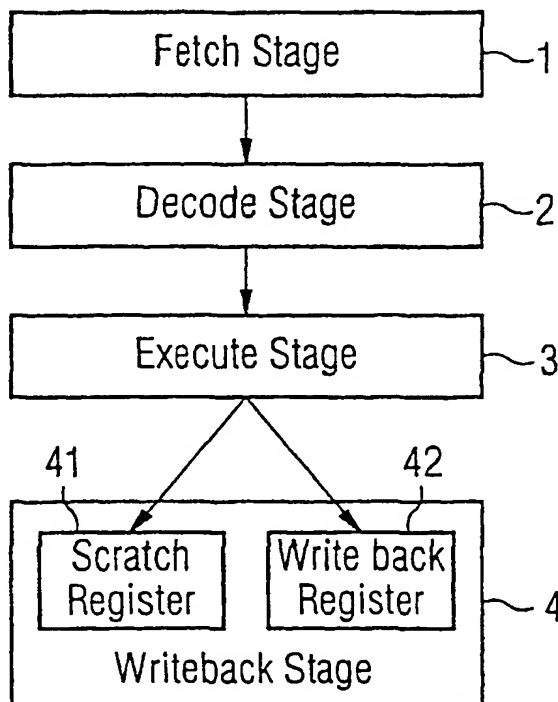 Fetch Stage
1
Decode Stage
2
Execute Stage
3
41
42
Scratch
Register
Write back
Register
4
Writeback Stage